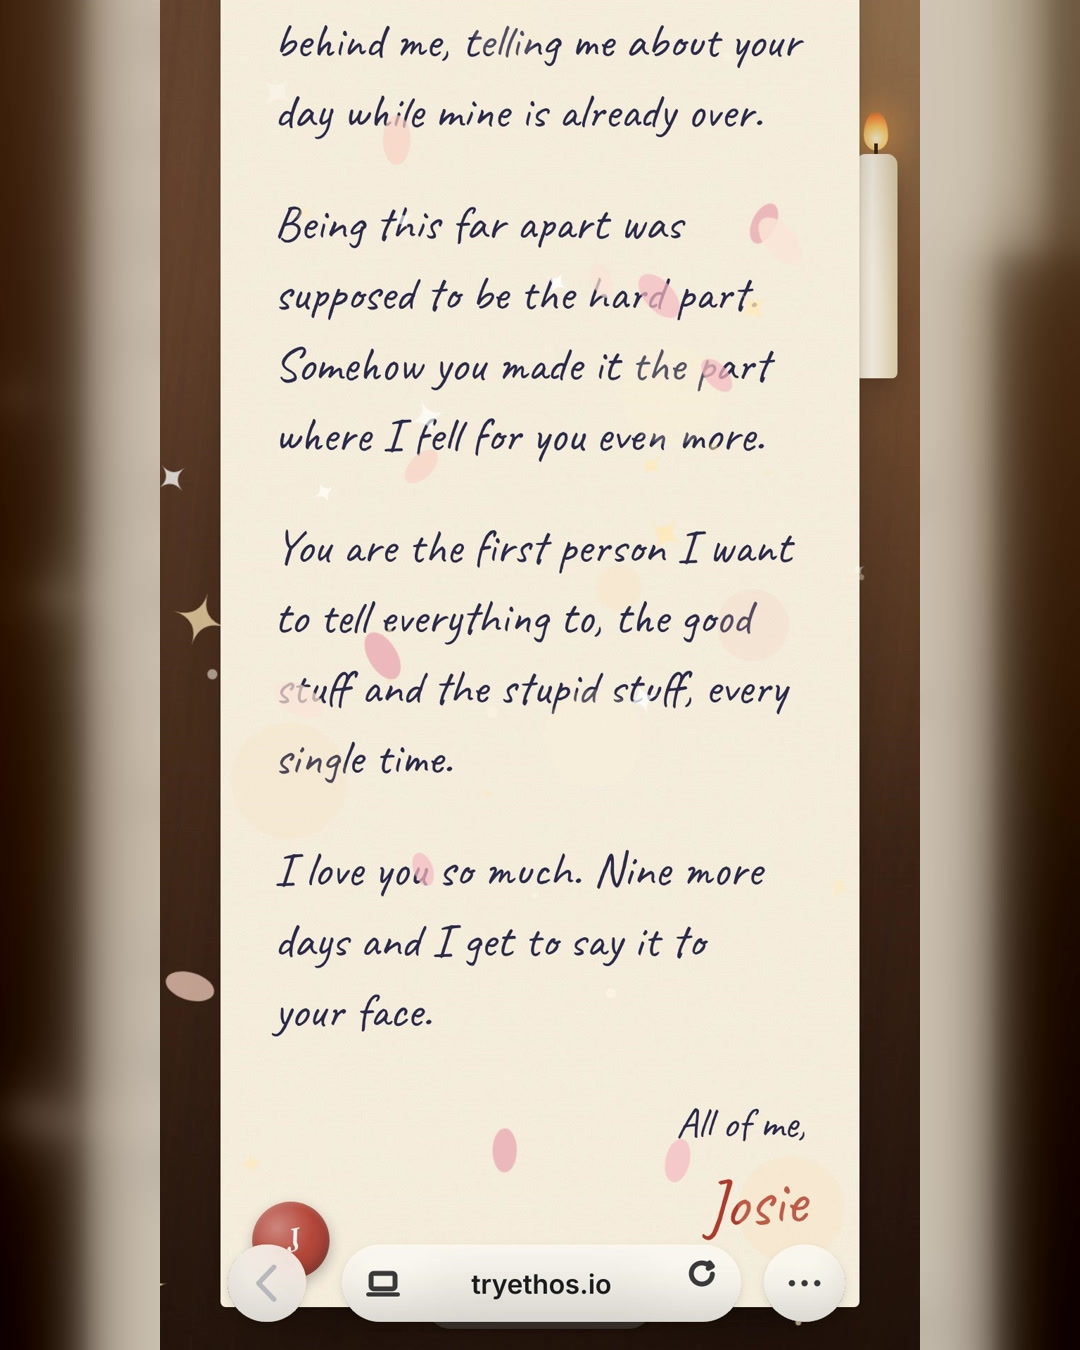 behind me, telling me about your
day while mine is already over.
Being this far apart was
supposed to be the hard part.
Somehow you made it the part
where I fell for you even more.
You are the first person I want
to tell everything to, the good
stuff and the stupid stuff, every
single time.
I love you so much. Nine more
days and I get to say it to
your face.
All of me,
Josie
J
tryethos.io